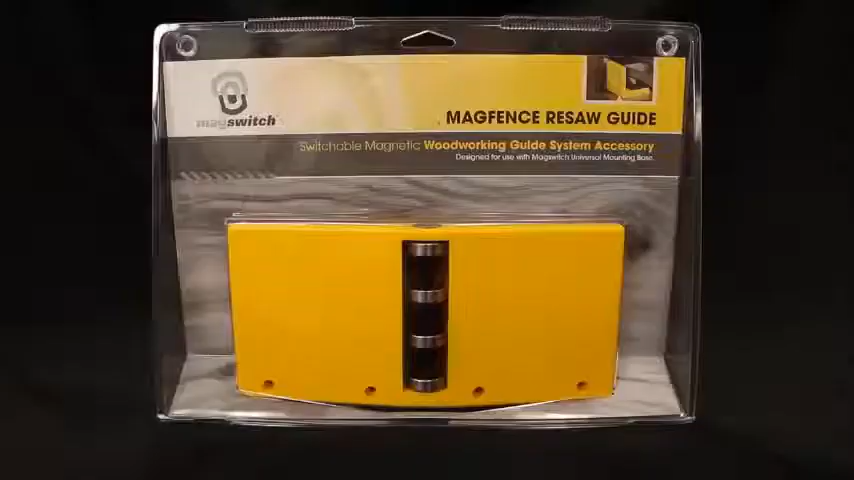 magswitch
MAGFENCE RESAW GUIDE
Switchable Magnetic Woodworking Guide System Accessory
Designed for use with Magswitch Universal Mounting Base.